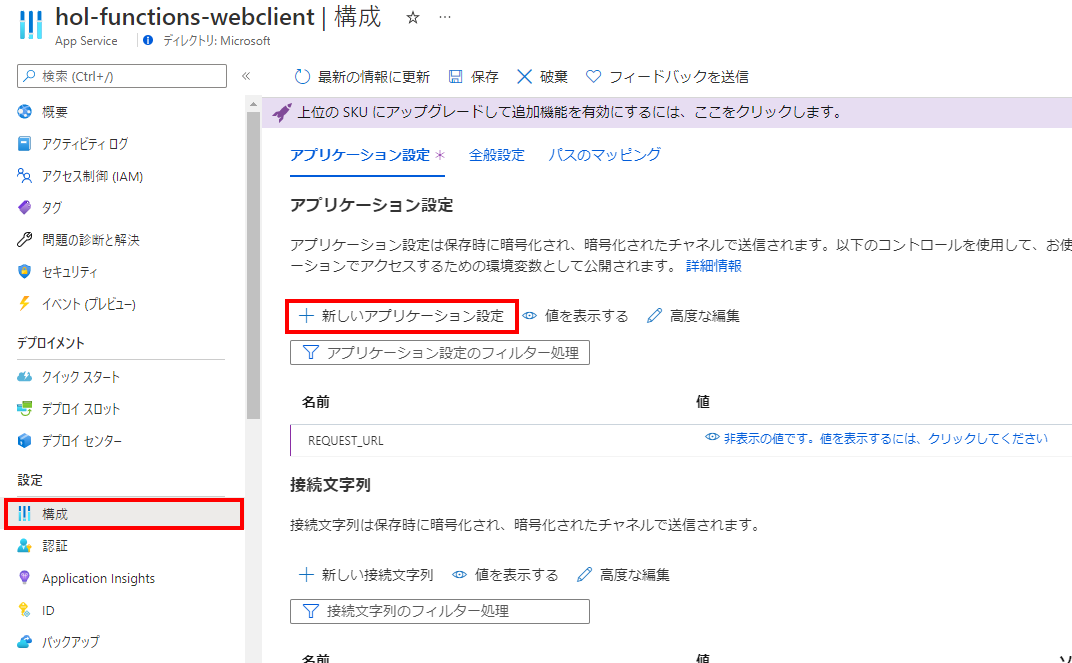 hol-functions-webclient | 構成 ☆ …
App Service ディレクトリ: Microsoft
検索 (Ctrl+/) «
概要
アクティビティ ログ
アクセス制御 (IAM)
タグ
問題の診断と解決
セキュリティ
イベント (プレビュー)
デプロイメント
クイック スタート
デプロイ スロット
デプロイ センター
設定
構成
認証
Application Insights
ID
バックアップ
最新の情報に更新 保存 破棄 フィードバックを送信
上位の SKU にアップグレードして追加機能を有効にするには、ここをクリックします。
アプリケーション設定 * 全般設定 パスのマッピング
アプリケーション設定
アプリケーション設定は保存時に暗号化され、暗号化されたチャネルで送信されます。以下のコントロールを使用して、お使
ーションでアクセスするための環境変数として公開されます。 詳細情報
新しいアプリケーション設定 値を表示する 高度な編集
アプリケーション設定のフィルター処理
名前 値
REQUEST_URL 非表示の値です。値を表示するには、クリックしてください
接続文字列
接続文字列は保存時に暗号化され、暗号化されたチャネルで送信されます。
新しい接続文字列 値を表示する 高度な編集
接続文字列のフィルター処理
名前 値